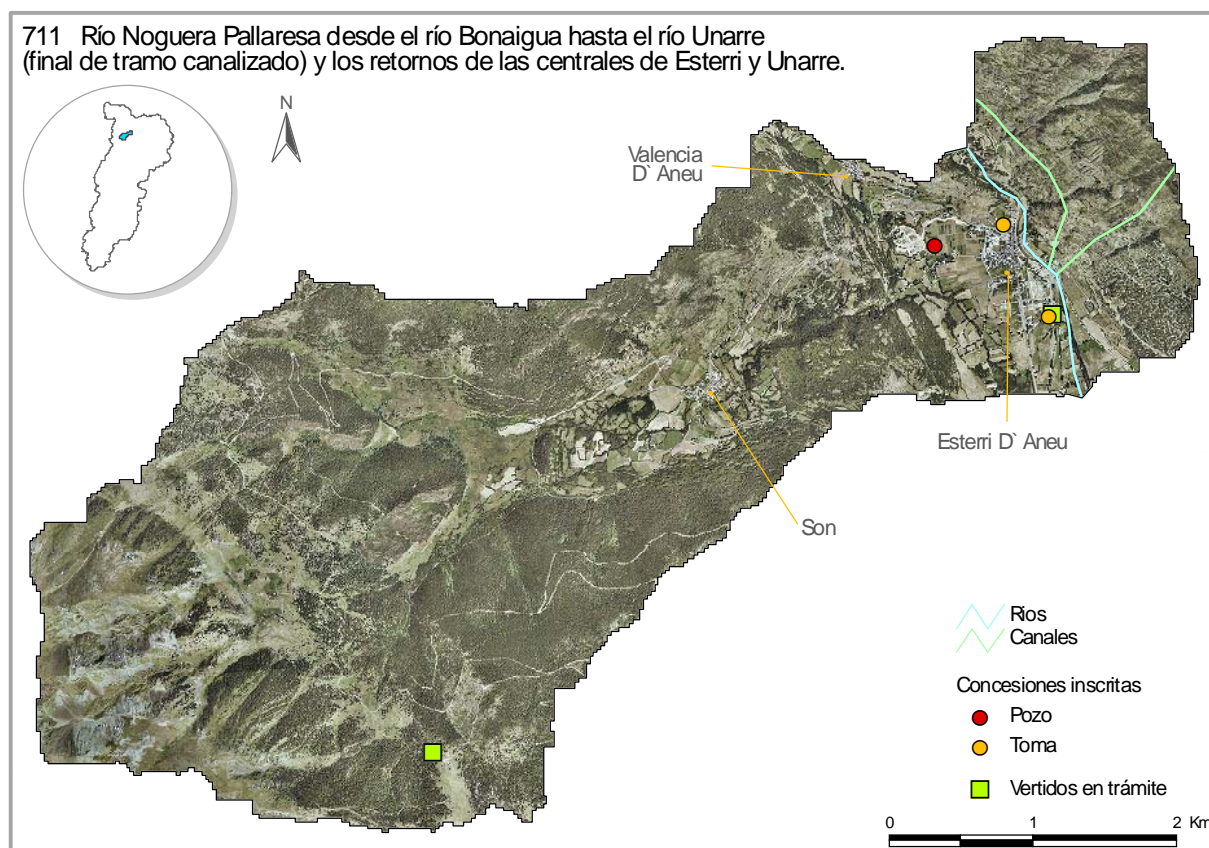 711 Río Noguera Pallaresa desde el río Bonaigua hasta el río Unarre
(final de tramo canalizado) y los retornos de las centrales de Esterri y Unarre.
N
Valencia
D` Aneu
Esterri D` Aneu
Son
Rios
Canales
Concesiones inscritas
Pozo
Toma
Vertidos en trámite
0 1 2 Km